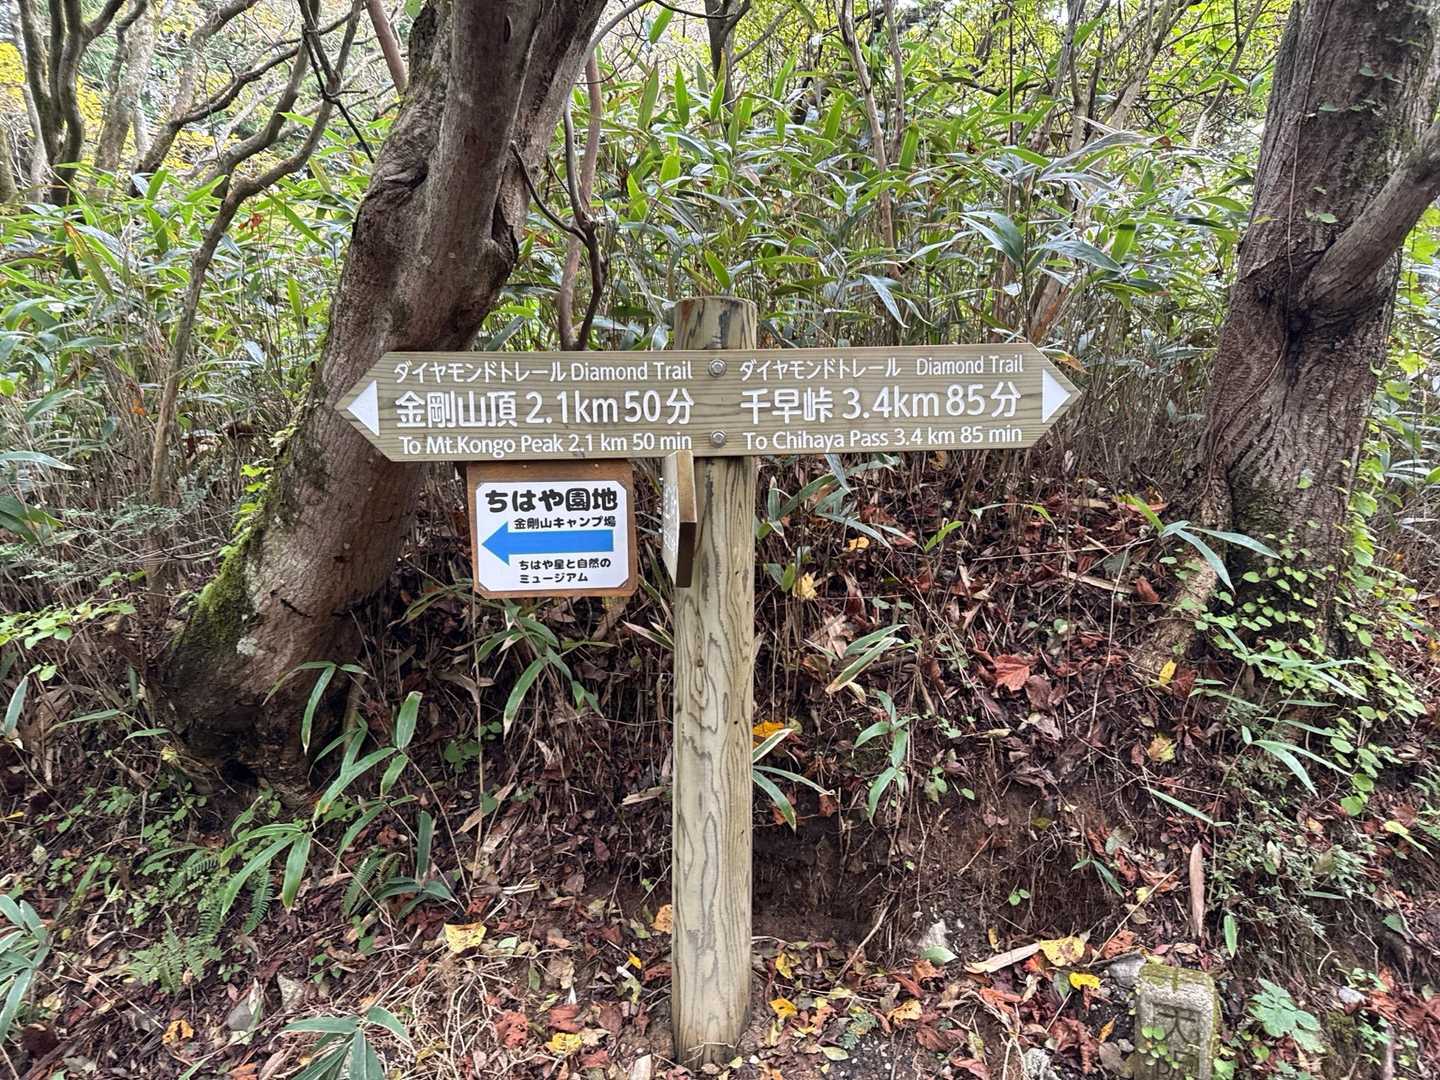 ダイヤモンドトレール Diamond Trail
金剛山頂 2.1km 50分
To Mt.Kongo Peak 2.1 km 50 min
ダイヤモンドトレール Diamond Trail
千早峠 3.4km 85分
To Chihaya Pass 3.4 km 85 min
ちはや園地
金剛山キャンプ場
ちはや星と自然の
ミュージアム
大